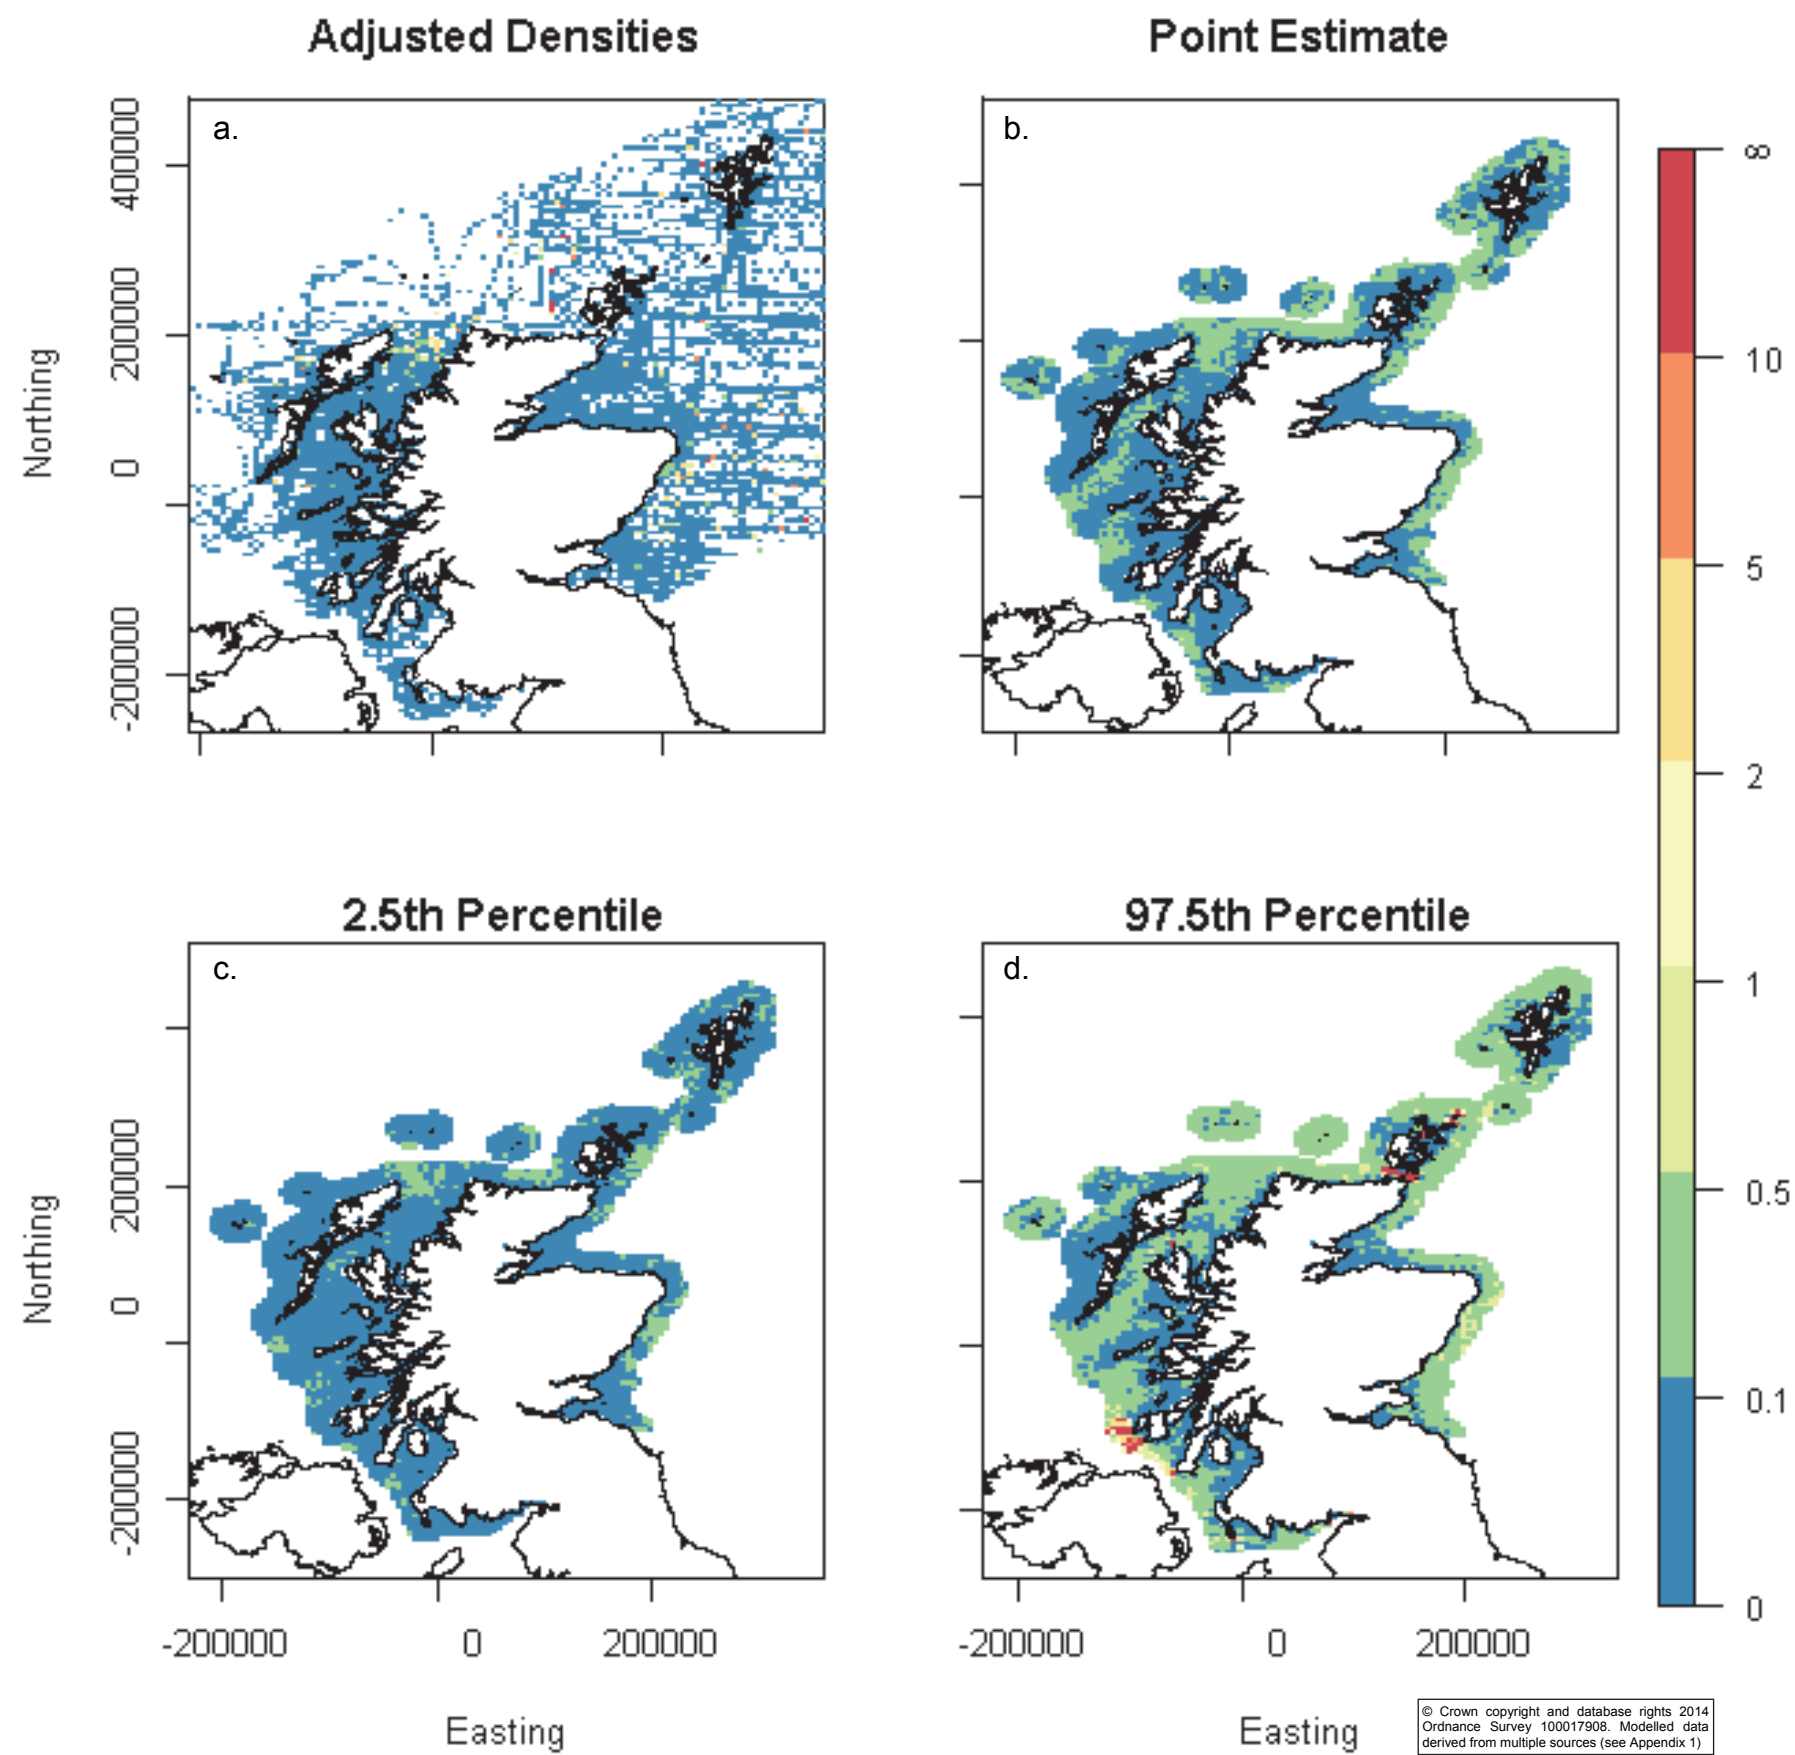 Adjusted Densities
Point Estimate
a.
b.
Northing
400000
200000
0
-200000
∞
10
5
2
1
0.5
0.1
0
2.5th Percentile
97.5th Percentile
c.
d.
Northing
200000
0
-200000
-200000
0
200000
-200000
0
200000
Easting
Easting
© Crown copyright and database rights 2014
Ordnance Survey 100017908. Modelled data
derived from multiple sources (see Appendix 1)